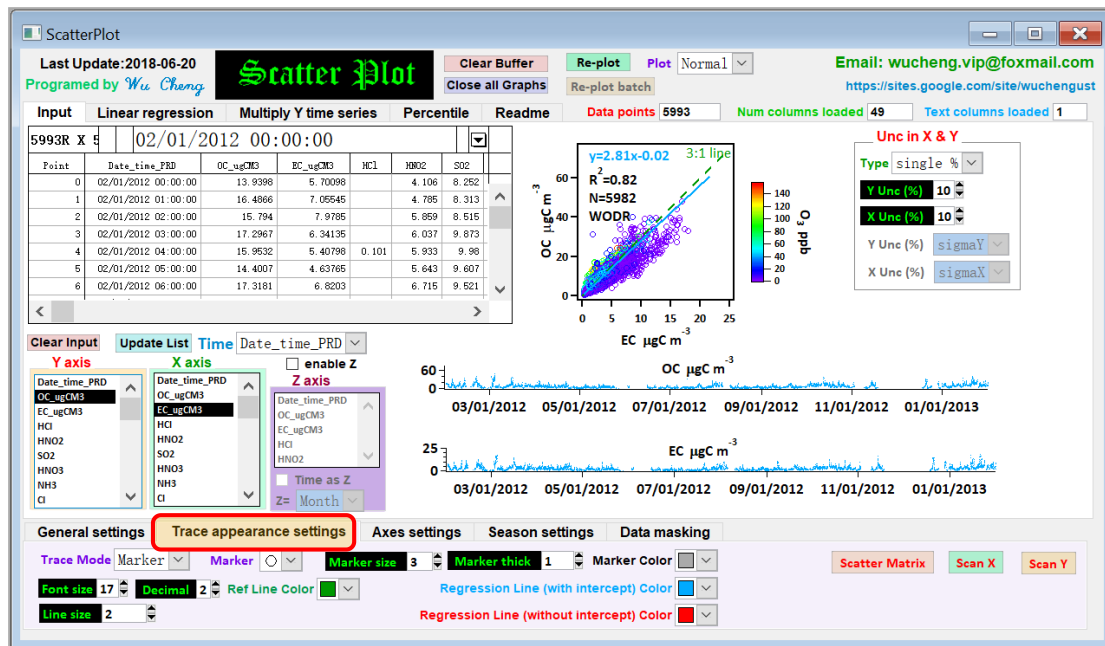 ScatterPlot
Last Update:2018-06-20
Programed by Wu Cheng
Scatter Plot
Clear Buffer
Close all Graphs
Re-plot
Plot Normal
Re-plot batch
Email: wucheng.vip@foxmail.com
https://sites.google.com/site/wuchengust
Input Linear regression Multiply Y time series Percentile Readme
Data points 5993 Num columns loaded 49 Text columns loaded 1
5993R X 5 02/01/2012 00:00:00
Point Date_time_PRD OC_ugCM3 EC_ugCM3 HCl HNO2 SO2
0 02/01/2012 00:00:00 13.9398 5.70098 4.106 8.252
1 02/01/2012 01:00:00 16.4866 7.05545 4.785 8.313
2 02/01/2012 02:00:00 15.794 7.9785 5.859 8.515
3 02/01/2012 03:00:00 17.2967 6.34135 6.037 9.873
4 02/01/2012 04:00:00 15.9532 5.40798 0.101 5.933 9.98
5 02/01/2012 05:00:00 14.4007 4.63765 5.643 9.607
6 02/01/2012 06:00:00 17.3181 6.8203 6.715 9.521
y=2.81x-0.02
3:1 line
R2=0.82
N=5982
WODR
OC µgC m-3
60
40
20
0
0 5 10 15 20 25
EC µgC m-3
140
120
100
80
60
40
20
0
O3 ppb
Unc in X & Y
Type single %
Y Unc (%) 10
X Unc (%) 10
Y Unc (%) sigmaY
X Unc (%) sigmaX
Clear Input Update List Time Date_time_PRD
Y axis
Date_time_PRD
OC_ugCM3
EC_ugCM3
HCl
HNO2
SO2
HNO3
NH3
Cl
X axis
Date_time_PRD
OC_ugCM3
EC_ugCM3
HCl
HNO2
SO2
HNO3
NH3
Cl
enable Z
Z axis
Date_time_PRD
OC_ugCM3
EC_ugCM3
HCl
HNO2
Time as Z
Z= Month
OC µgC m-3
60
0
03/01/2012 05/01/2012 07/01/2012 09/01/2012 11/01/2012 01/01/2013
EC µgC m-3
25
0
03/01/2012 05/01/2012 07/01/2012 09/01/2012 11/01/2012 01/01/2013
General settings Trace appearance settings Axes settings Season settings Data masking
Trace Mode Marker Marker Marker size 3 Marker thick 1 Marker Color
Font size 17 Decimal 2 Ref Line Color Regression Line (with intercept) Color
Line size 2 Regression Line (without intercept) Color
Scatter Matrix Scan X Scan Y